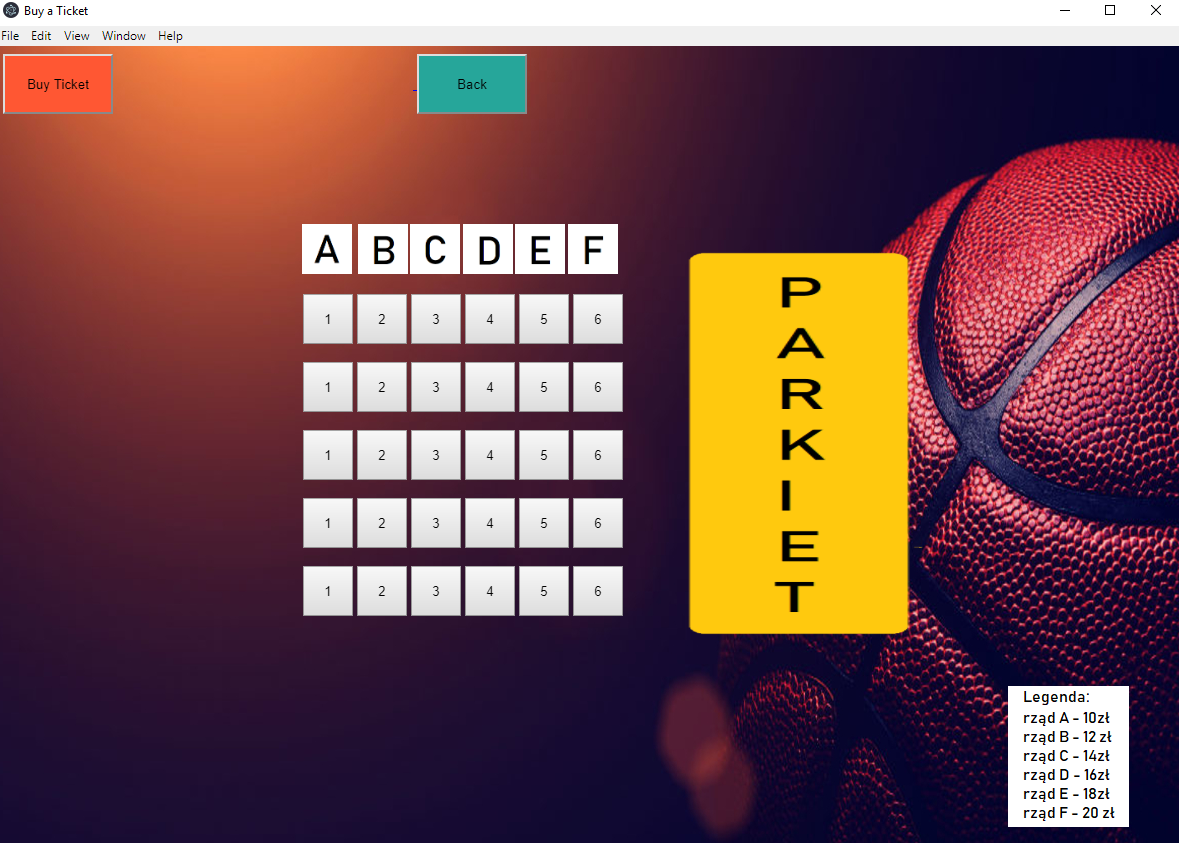 Buy a Ticket
File Edit View Window Help
Buy Ticket
Back
A B C D E F
1 2 3 4 5 6
1 2 3 4 5 6
1 2 3 4 5 6
1 2 3 4 5 6
1 2 3 4 5 6
P
A
R
K
I
E
T
Legenda:
rząd A - 10zł
rząd B - 12 zł
rząd C - 14zł
rząd D - 16zł
rząd E - 18zł
rząd F - 20 zł